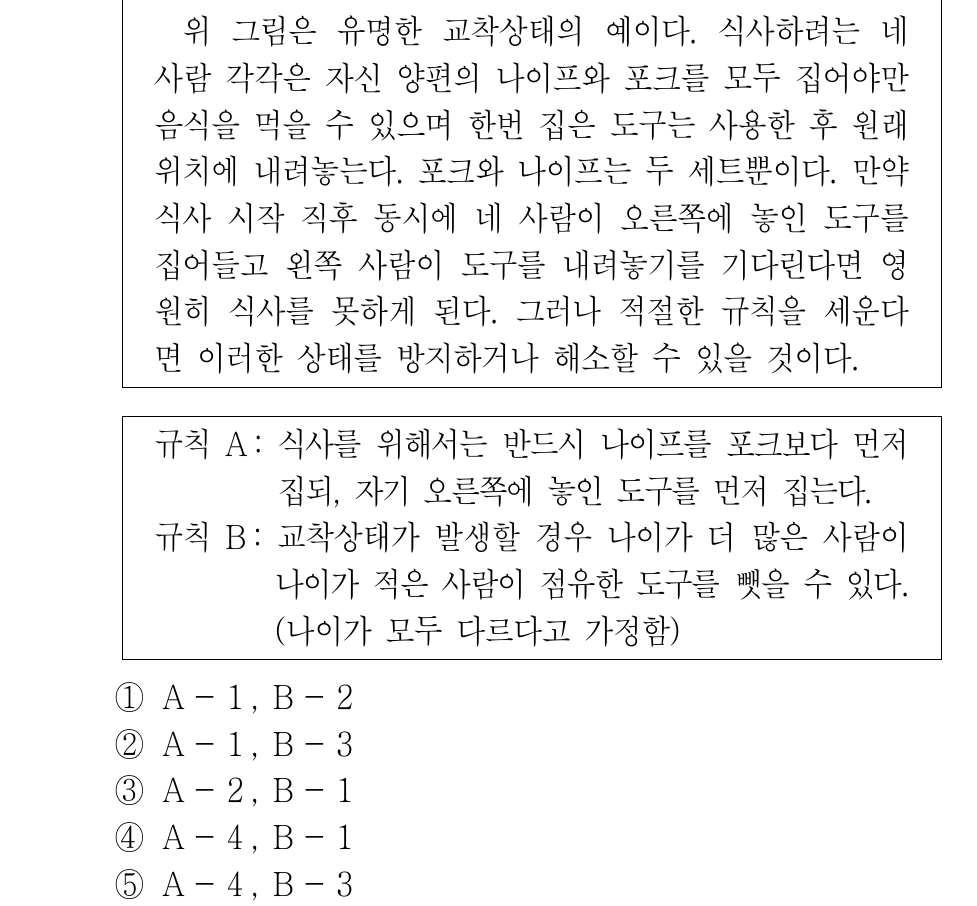 위 그림은 유명한 교착상태의 예이다. 식사하려는 네
사람 각각은 자신 양편의 나이프와 포크를 모두 집어야만
음식을 먹을 수 있으며 한번 집은 도구는 사용한 후 원래
위치에 내려놓는다. 포크와 나이프는 두 세트뿐이다. 만약
식사 시작 직후 동시에 네 사람이 오른쪽에 놓인 도구를
집어들고 왼쪽 사람이 도구를 내려놓기를 기다린다면 영
원히 식사를 못하게 된다. 그러나 적절한 규칙을 세운다
면 이러한 상태를 방지하거나 해소할 수 있을 것이다.
규칙 A: 식사를 위해서는 반드시 나이프를 포크보다 먼저
집되, 자기 오른쪽에 놓인 도구를 먼저 집는다.
규칙 B: 교착상태가 발생할 경우 나이가 더 많은 사람이
나이가 적은 사람이 점유한 도구를 뺏을 수 있다.
(나이가 모두 다르다고 가정함)
① A - 1, B - 2
② A - 1, B - 3
③ A - 2, B - 1
④ A - 4, B - 1
⑤ A - 4, B - 3